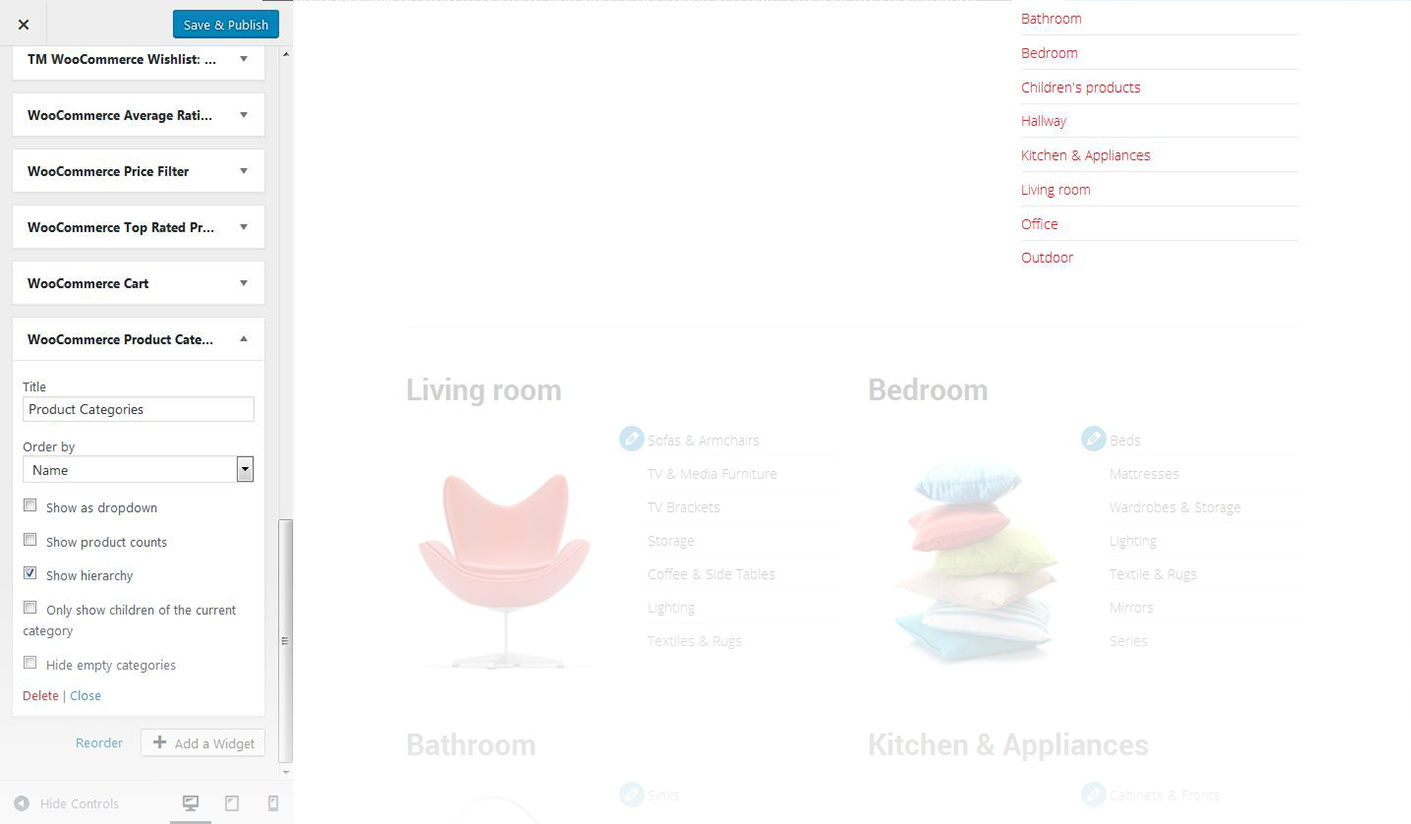 Save & Publish
TM WooCommerce Wishlist: ...
WooCommerce Average Rati...
WooCommerce Price Filter
WooCommerce Top Rated Pr...
WooCommerce Cart
WooCommerce Product Cate...
Title
Product Categories
Order by
Name
Show as dropdown
Show product counts
Show hierarchy
Only show children of the current
category
Hide empty categories
Delete | Close
Reorder
Add a Widget
Hide Controls
Bathroom
Bedroom
Children's products
Hallway
Kitchen & Appliances
Living room
Office
Outdoor
Living room
Sofas & Armchairs
TV & Media Furniture
TV Brackets
Storage
Coffee & Side Tables
Lighting
Textiles & Rugs
Bedroom
Beds
Mattresses
Wardrobes & Storage
Lighting
Textile & Rugs
Mirrors
Series
Bathroom
Sinks
Kitchen & Appliances
Cabinets & Fronts